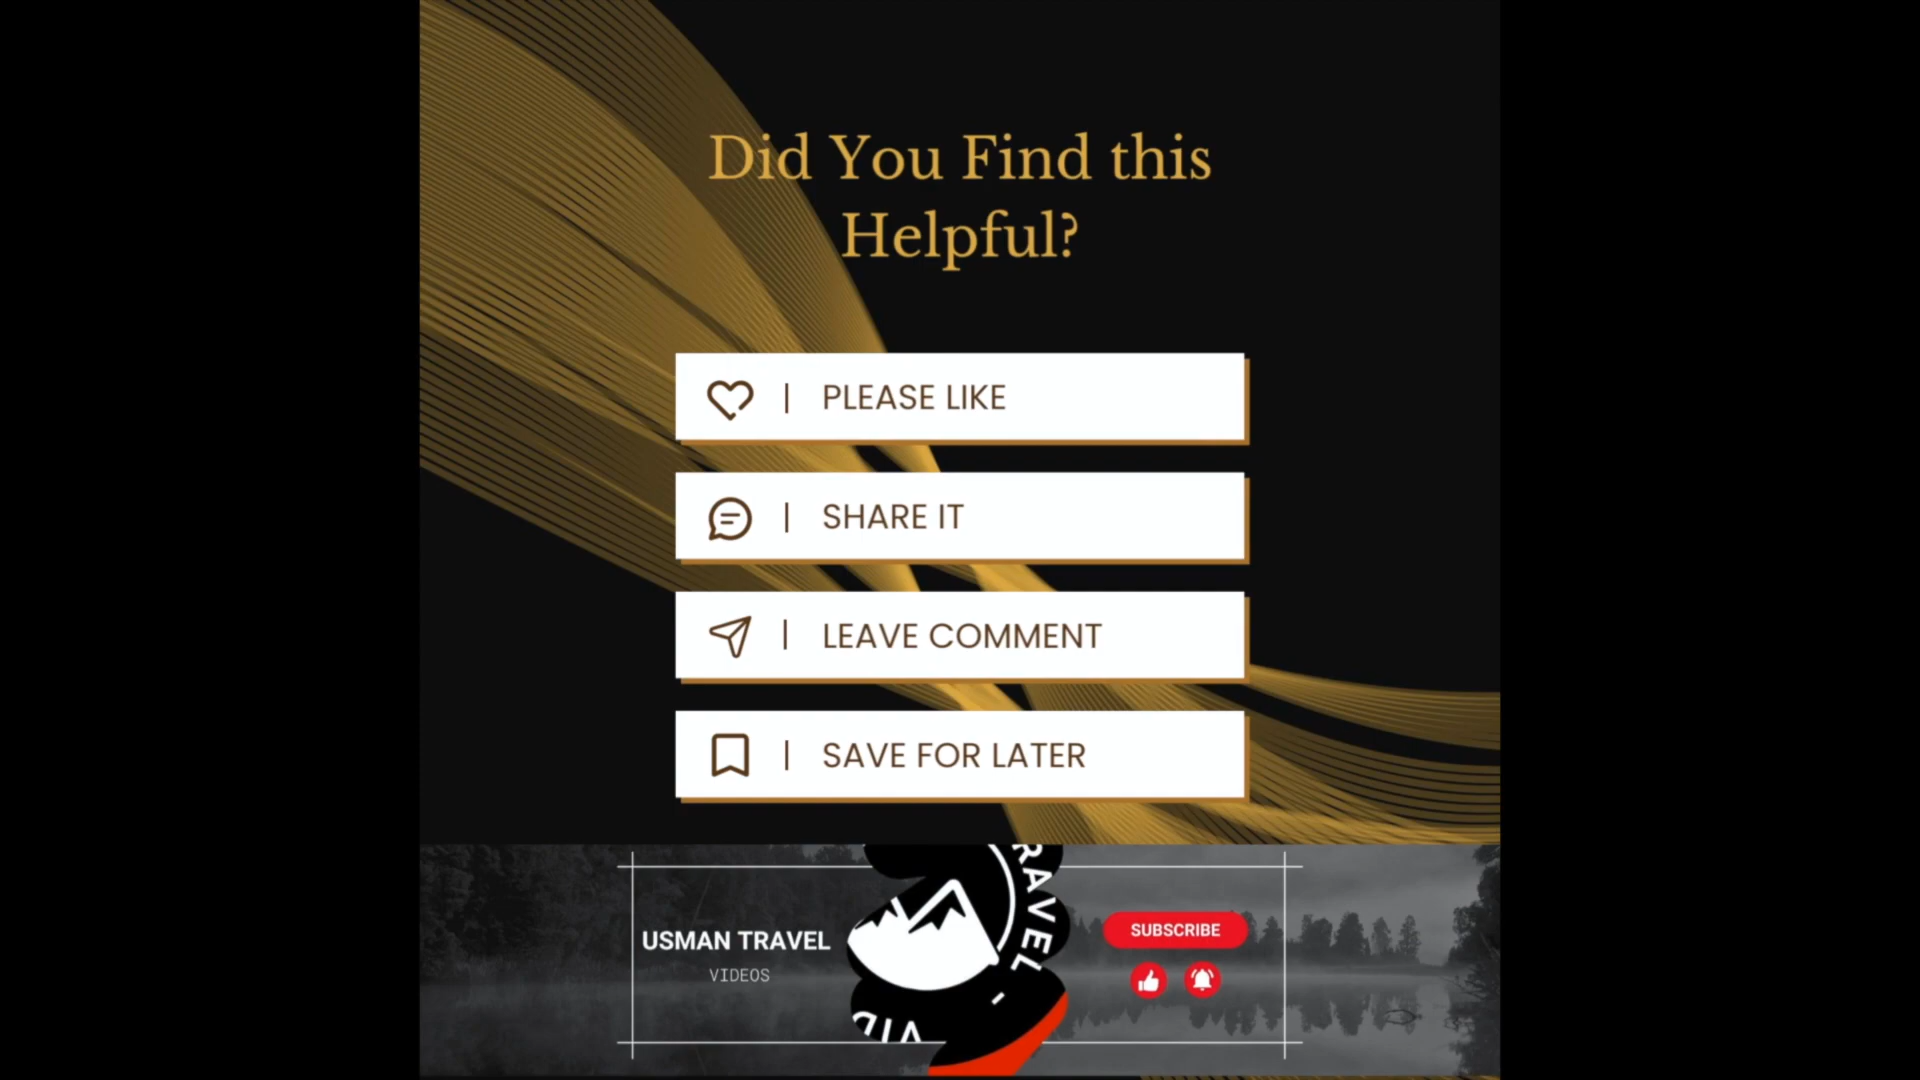 Did You Find this
Helpful?
PLEASE LIKE
SHARE IT
LEAVE COMMENT
SAVE FOR LATER
USMAN TRAVEL
VIDEOS
SUBSCRIBE